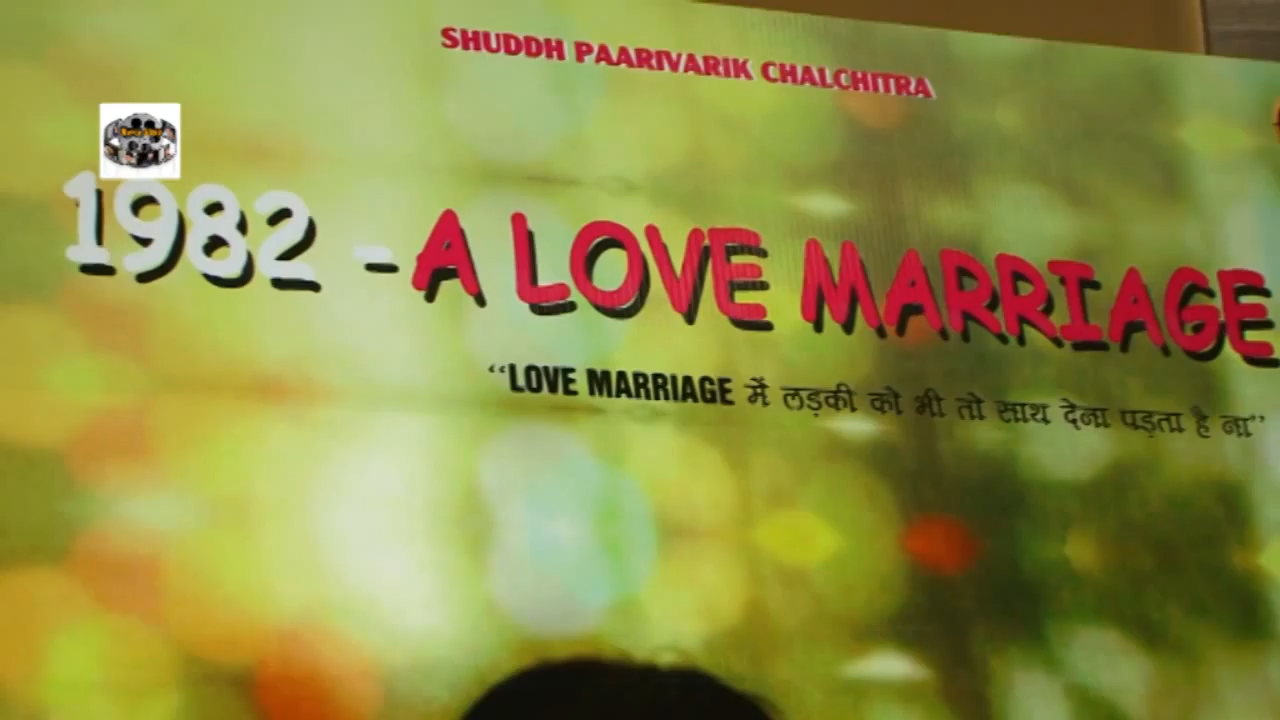 SHUDDH PAARIVARIK CHALCHITRA
1982 - A LOVE MARRIAGE
“LOVE MARRIAGE में लड़की को भी तो साथ देना पड़ता है ना”